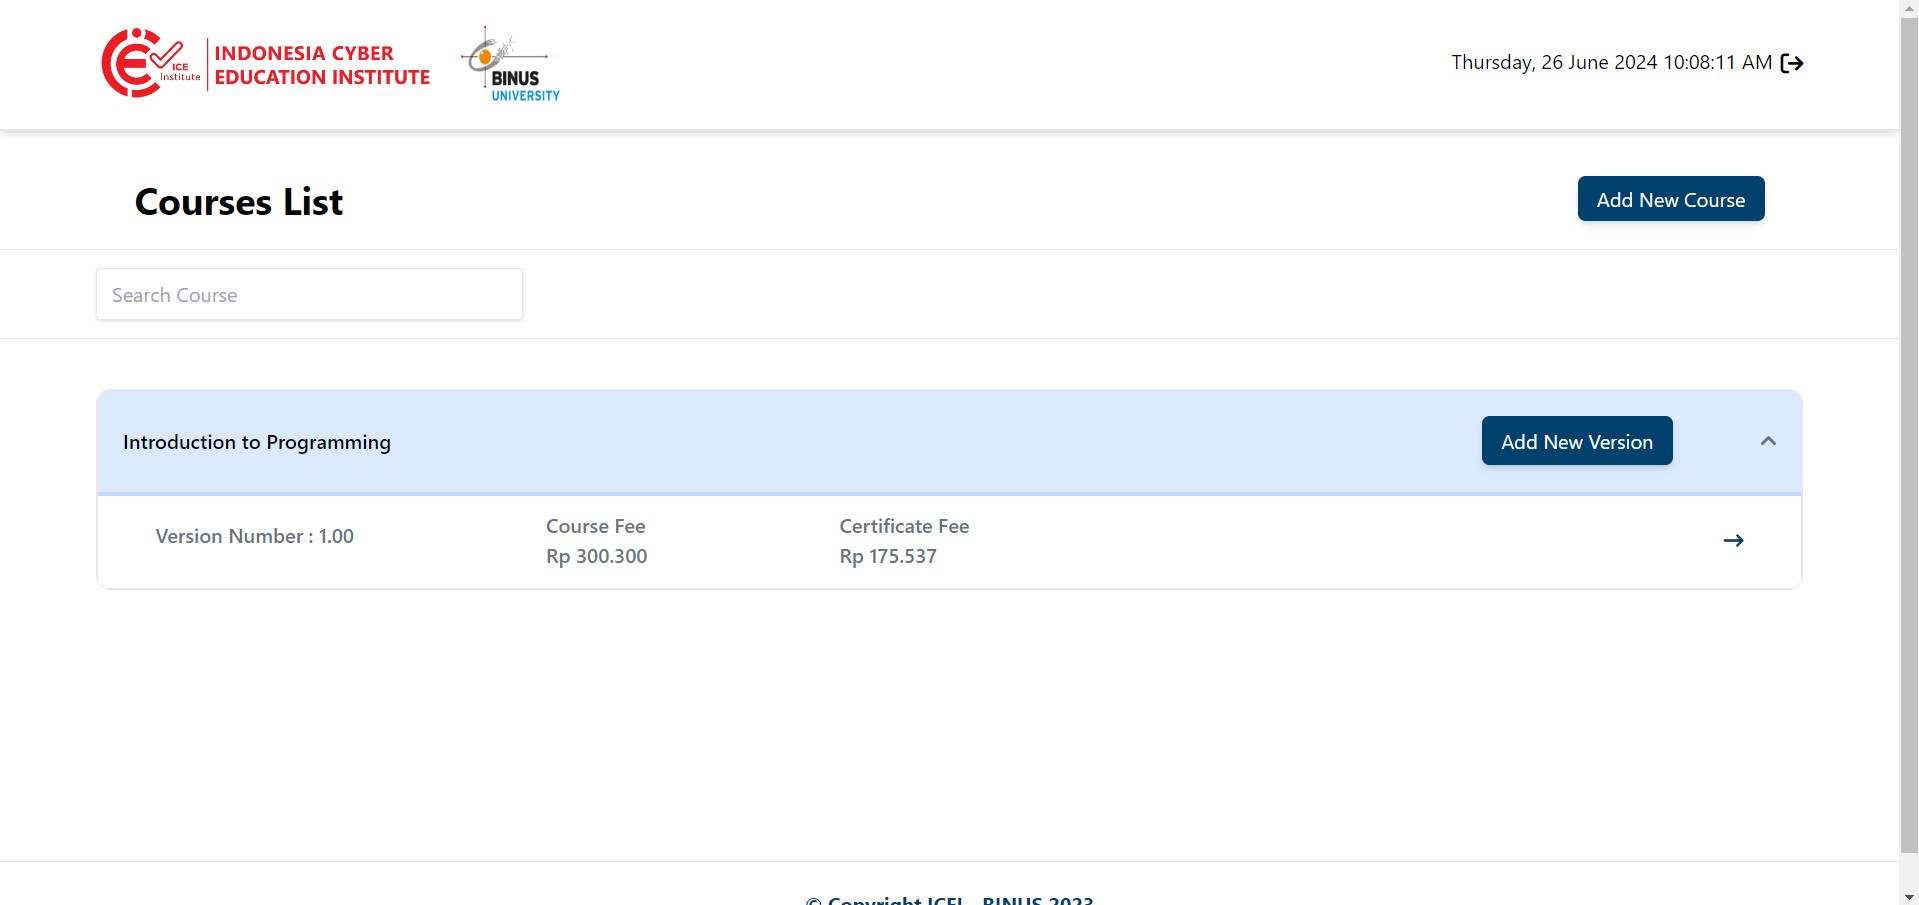 ICE
Institute
INDONESIA CYBER
EDUCATION INSTITUTE
BINUS
UNIVERSITY
Thursday, 26 June 2024 10:08:11 AM
Courses List
Add New Course
Search Course
Introduction to Programming
Add New Version
Version Number : 1.00
Course Fee
Rp 300.300
Certificate Fee
Rp 175.537
© Copyright ICEI - BINUS 2023